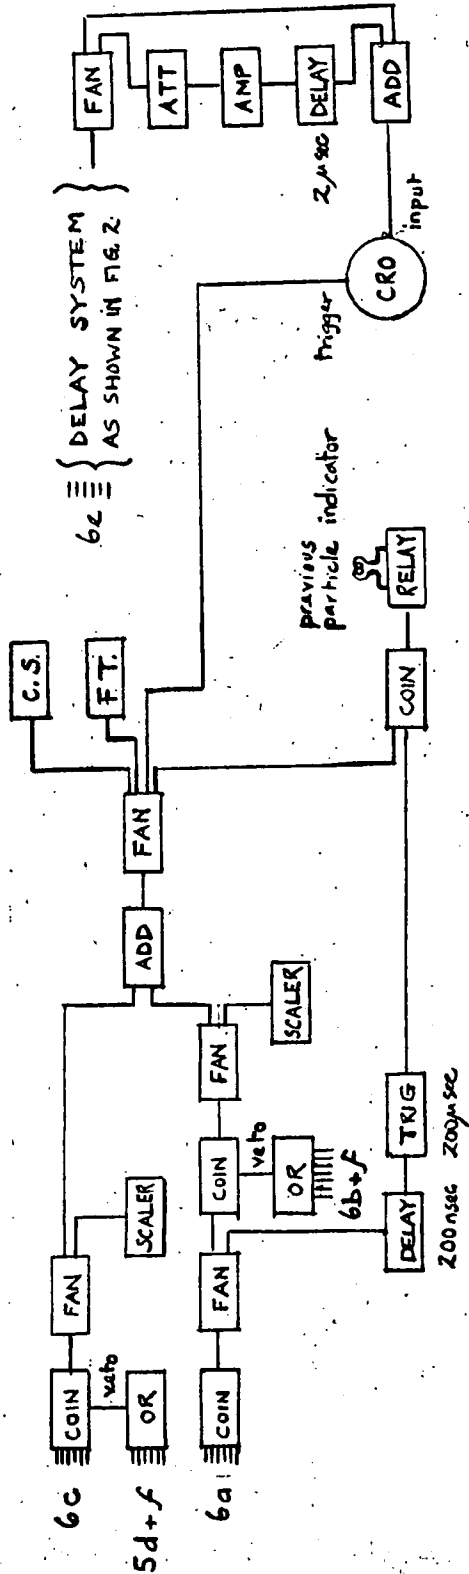 6c
COIN
veto
5d+f
OR
FAN
SCALER
6a
COIN
FAN
COIN
veto
OR
6b+f
FAN
SCALER
DELAY
200nsec
TRIG
200μsec
ADD
FAN
C.S.
F.T.
COIN
RELAY
previous
particle indicator
6e
DELAY SYSTEM
AS SHOWN IN FIG. 2.
FAN
ATT
AMP
DELAY
2μsec
ADD
input
CRO
trigger